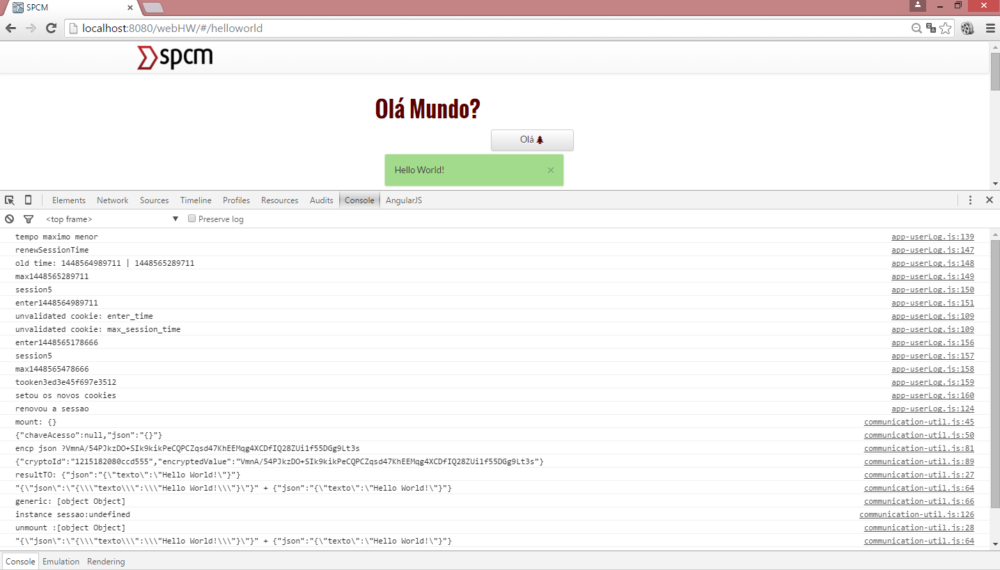 SPCM
localhost:8080/webHW/#/helloworld
spcm
Olá Mundo?
Olá
Hello World! ×
Elements Network Sources Timeline Profiles Resources Audits Console AngularJS
<top frame> Preserve log
tempo maximo menor app-userLog.js:139
renewSessionTime app-userLog.js:147
old time: 1448564989711 | 1448565289711 app-userLog.js:148
max1448565289711 app-userLog.js:149
session5 app-userLog.js:150
enter1448564989711 app-userLog.js:151
unvalidated cookie: enter_time app-userLog.js:109
unvalidated cookie: max_session_time app-userLog.js:109
enter1448565178666 app-userLog.js:156
session5 app-userLog.js:157
max1448565478666 app-userLog.js:158
tooken3ed3e45f697e3512 app-userLog.js:159
setou os novos cookies app-userLog.js:160
renovou a sessao app-userLog.js:124
mount: {} communication-util.js:45
{"chaveAcesso":null,"json":"{}"} communication-util.js:50
encp json ?VmnA/54PJkzDO+SIk9kikPeCQPCZqsd47KhEEMqg4XCDfIQ28ZUi1f55DGg9Lt3s communication-util.js:81
{"cryptoId":"1215182080ccd555","encryptedValue":"VmnA/54PJkzDO+SIk9kikPeCQPCZqsd47KhEEMqg4XCDfIQ28ZUi1f55DGg9Lt3s"} communication-util.js:89
resultTO: {"json":"{\"texto\":\"Hello World!\"}"} communication-util.js:27
"{\"json\":\"{\\\"texto\\\":\\\"Hello World!\\\"}\"}" + {"json":"{\"texto\":\"Hello World!\"}"} communication-util.js:64
generic: [object Object] communication-util.js:66
instance sessao:undefined communication-util.js:126
unmount :[object Object] communication-util.js:28
"{\"json\":\"{\\\"texto\\\":\\\"Hello World!\\\"}\"}" + {"json":"{\"texto\":\"Hello World!\"}"} communication-util.js:64
Console Emulation Rendering